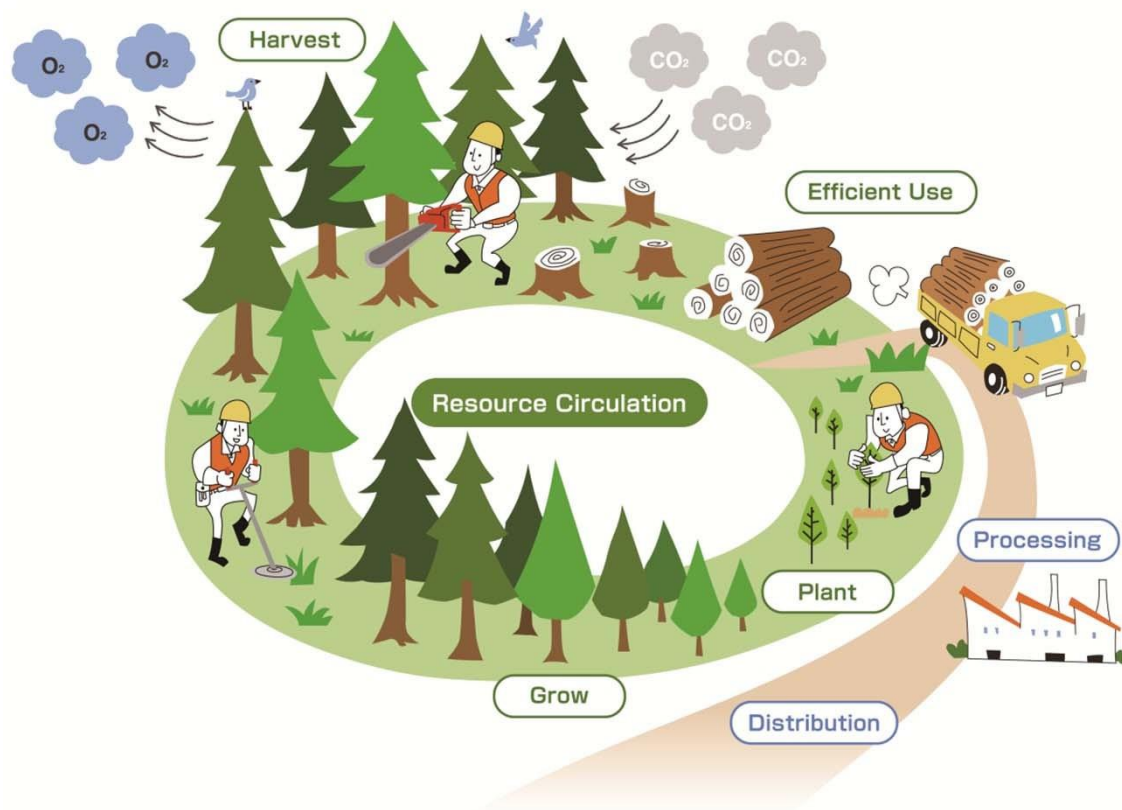 Harvest
O₂
O₂
O₂
CO₂
CO₂
CO₂
Efficient Use
Resource Circulation
Processing
Plant
Grow
Distribution